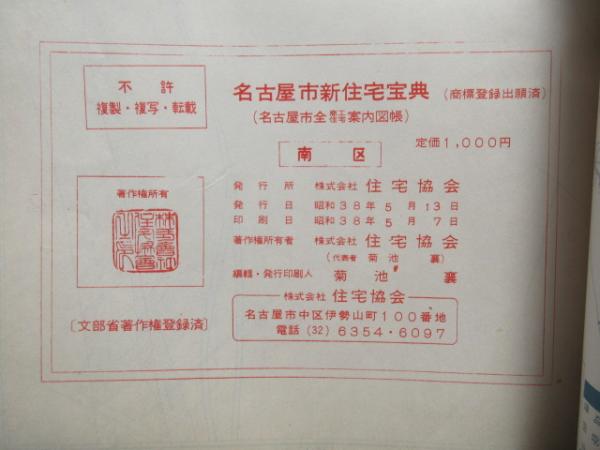 不許
複製・複写・転載
名古屋市新住宅宝典 (商標登録出願済)
(名古屋市全 案内図帳)
定価1,000円
南区
著作権所有
〔文部省著作権登録済〕
発行所 株式会社 住宅協会
発行日 昭和38年5月13日
印刷日 昭和38年5月7日
著作権所有者 株式会社 住宅協会
(代表者 菊池 襄)
編輯・発行印刷人 菊池 襄
株式会社 住宅協会
名古屋市中区伊勢山町100番地
電話 (32) 6354・6097